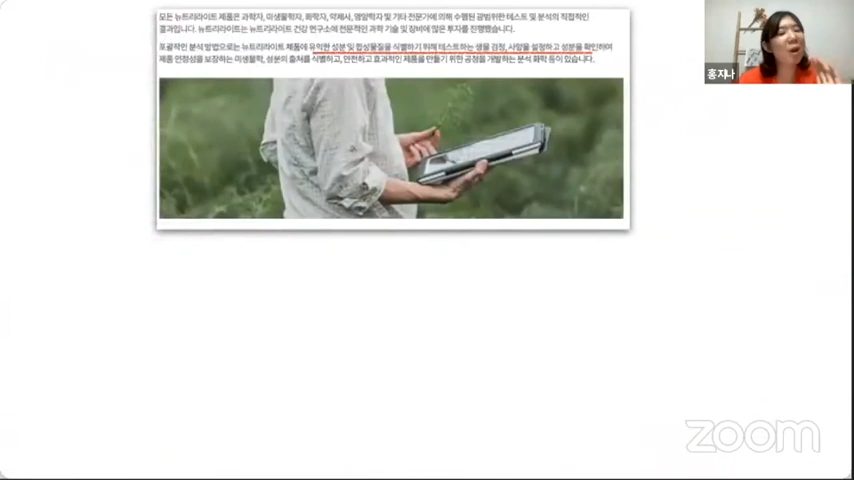 모든 뉴트리라이트 제품은 과학자, 미생물학자, 화학자, 약제사, 영양학자 및 기타 전문가에 의해 수행된 광범위한 테스트 및 분석의 직접적인
결과입니다. 뉴트리라이트는 뉴트리라이트 건강 연구소에 전문적인 과학 기술 및 장비에 많은 투자를 진행했습니다.
포괄적인 분석 방법으로는 뉴트리라이트 제품에 유익한 성분 및 합성물질을 식별하기 위해 테스트하는 생물 검정, 사양을 설정하고 성분을 확인하여
제품 안정성을 보장하는 미생물학, 성분의 출처를 식별하고, 안전하고 효과적인 제품을 만들기 위한 공정을 개발하는 분석 화학 등이 있습니다.
홍지나
zoom